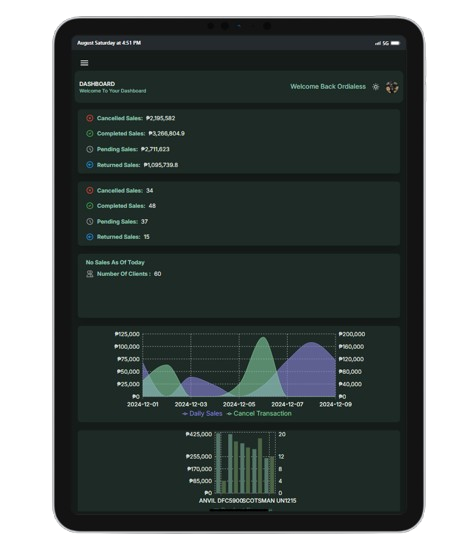 August Saturday at 4:51 PM
5G
DASHBOARD
Welcome To Your Dashboard
Welcome Back Ordialess
Cancelled Sales: ₱2,195,582
Completed Sales: ₱3,266,804.9
Pending Sales: ₱2,711,623
Returned Sales: ₱1,095,739.8
Cancelled Sales: 34
Completed Sales: 48
Pending Sales: 37
Returned Sales: 15
No Sales As Of Today
Number Of Clients : 60
₱125,000 ₱200,000
₱100,000 ₱160,000
₱75,000 ₱120,000
₱50,000 ₱80,000
₱25,000 ₱40,000
₱0 ₱0
2024-12-01 2024-12-03 2024-12-05 2024-12-07 2024-12-09
Daily Sales Cancel Transaction
₱425,000 20
₱255,000 12
₱170,000 8
₱85,000 4
₱0 0
ANVIL DFC5900SCOTSMAN UN1215